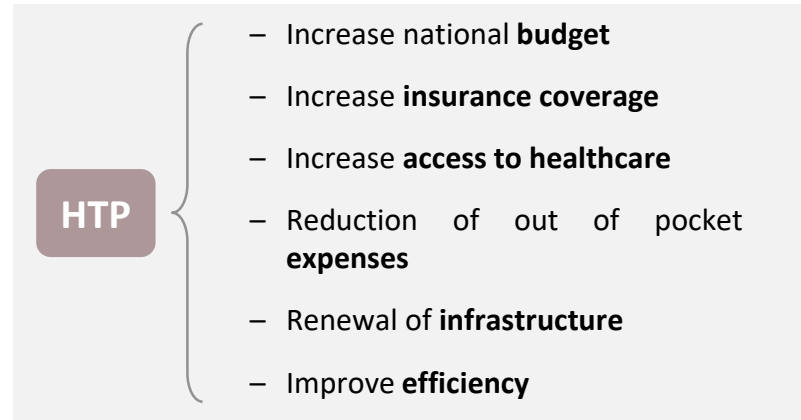 HTP
– Increase national budget
– Increase insurance coverage
– Increase access to healthcare
– Reduction of out of pocket
expenses
– Renewal of infrastructure
– Improve efficiency